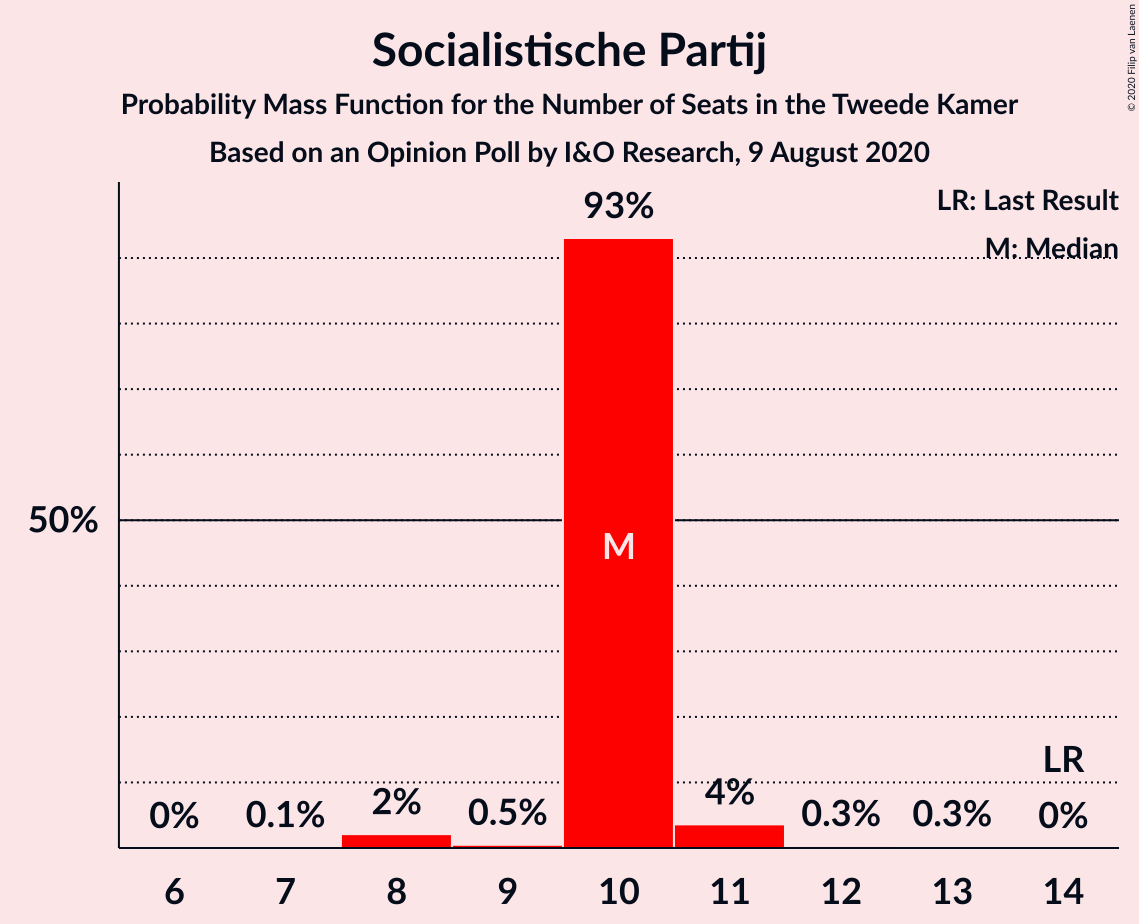 Socialistische Partij
Probability Mass Function for the Number of Seats in the Tweede Kamer
Based on an Opinion Poll by I&O Research, 9 August 2020
© 2020 Filip van Laenen
LR: Last Result
M: Median
93%
50%
M
LR
0%
0.1%
2%
0.5%
4%
0.3%
0.3%
0%
6 7 8 9 10 11 12 13 14